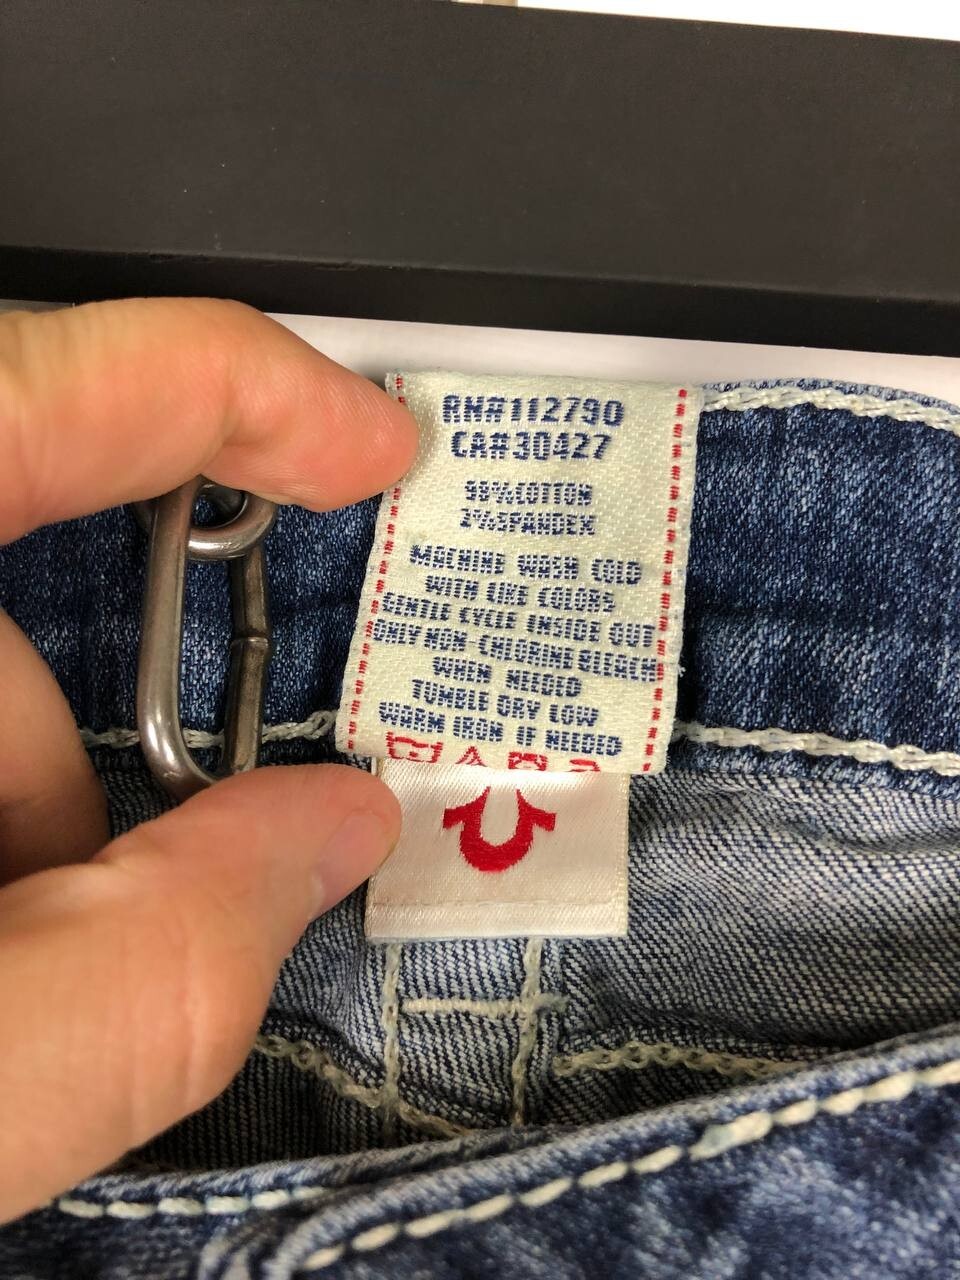 RN#112790
CA#30427
98%COTTON
2%SPANDEX
MACHINE WASH COLD
WITH LIKE COLORS
GENTLE CYCLE INSIDE OUT
ONLY NON-CHLORINE BLEACH
WHEN NEEDED
TUMBLE DRY LOW
WARM IRON IF NEEDED